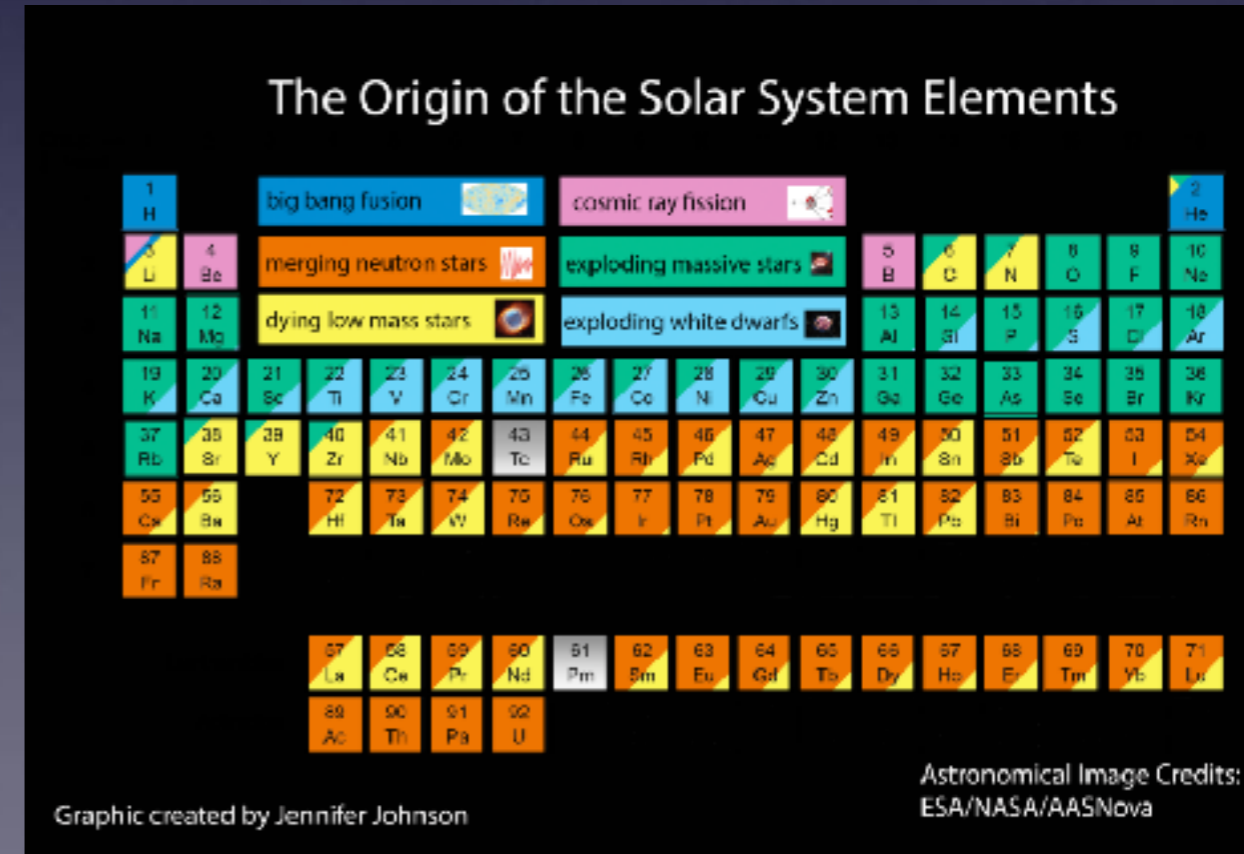 The Origin of the Solar System Elements
1 2
H big bang fusion cosmic ray fission He
3 4 5 6 7 8 9 10
Li Be merging neutron stars exploding massive stars B C N O F Ne
11 12 13 14 15 16 17 18
Na Mg dying low mass stars exploding white dwarfs Al Si P S Cl Ar
19 20 21 22 23 24 25 26 27 28 29 30 31 32 33 34 35 36
K Ca Sc Ti V Cr Mn Fe Co Ni Cu Zn Ga Ge As Se Br Kr
37 38 39 40 41 42 43 44 45 46 47 48 49 50 51 52 53 54
Rb Sr Y Zr Nb Mo Tc Ru Rh Pd Ag Cd In Sn Sb Te I Xe
55 56 72 73 74 75 76 77 78 79 80 81 82 83 84 85 86
Cs Ba Hf Ta W Re Os Ir Pt Au Hg Tl Pb Bi Po At Rn
87 88
Fr Ra
57 58 59 60 61 62 63 64 65 66 67 68 69 70 71
La Ce Pr Nd Pm Sm Eu Gd Tb Dy Ho Er Tm Yb Lu
89 90 91 92
Ac Th Pa U
Astronomical Image Credits:
ESA/NASA/AASNova
Graphic created by Jennifer Johnson